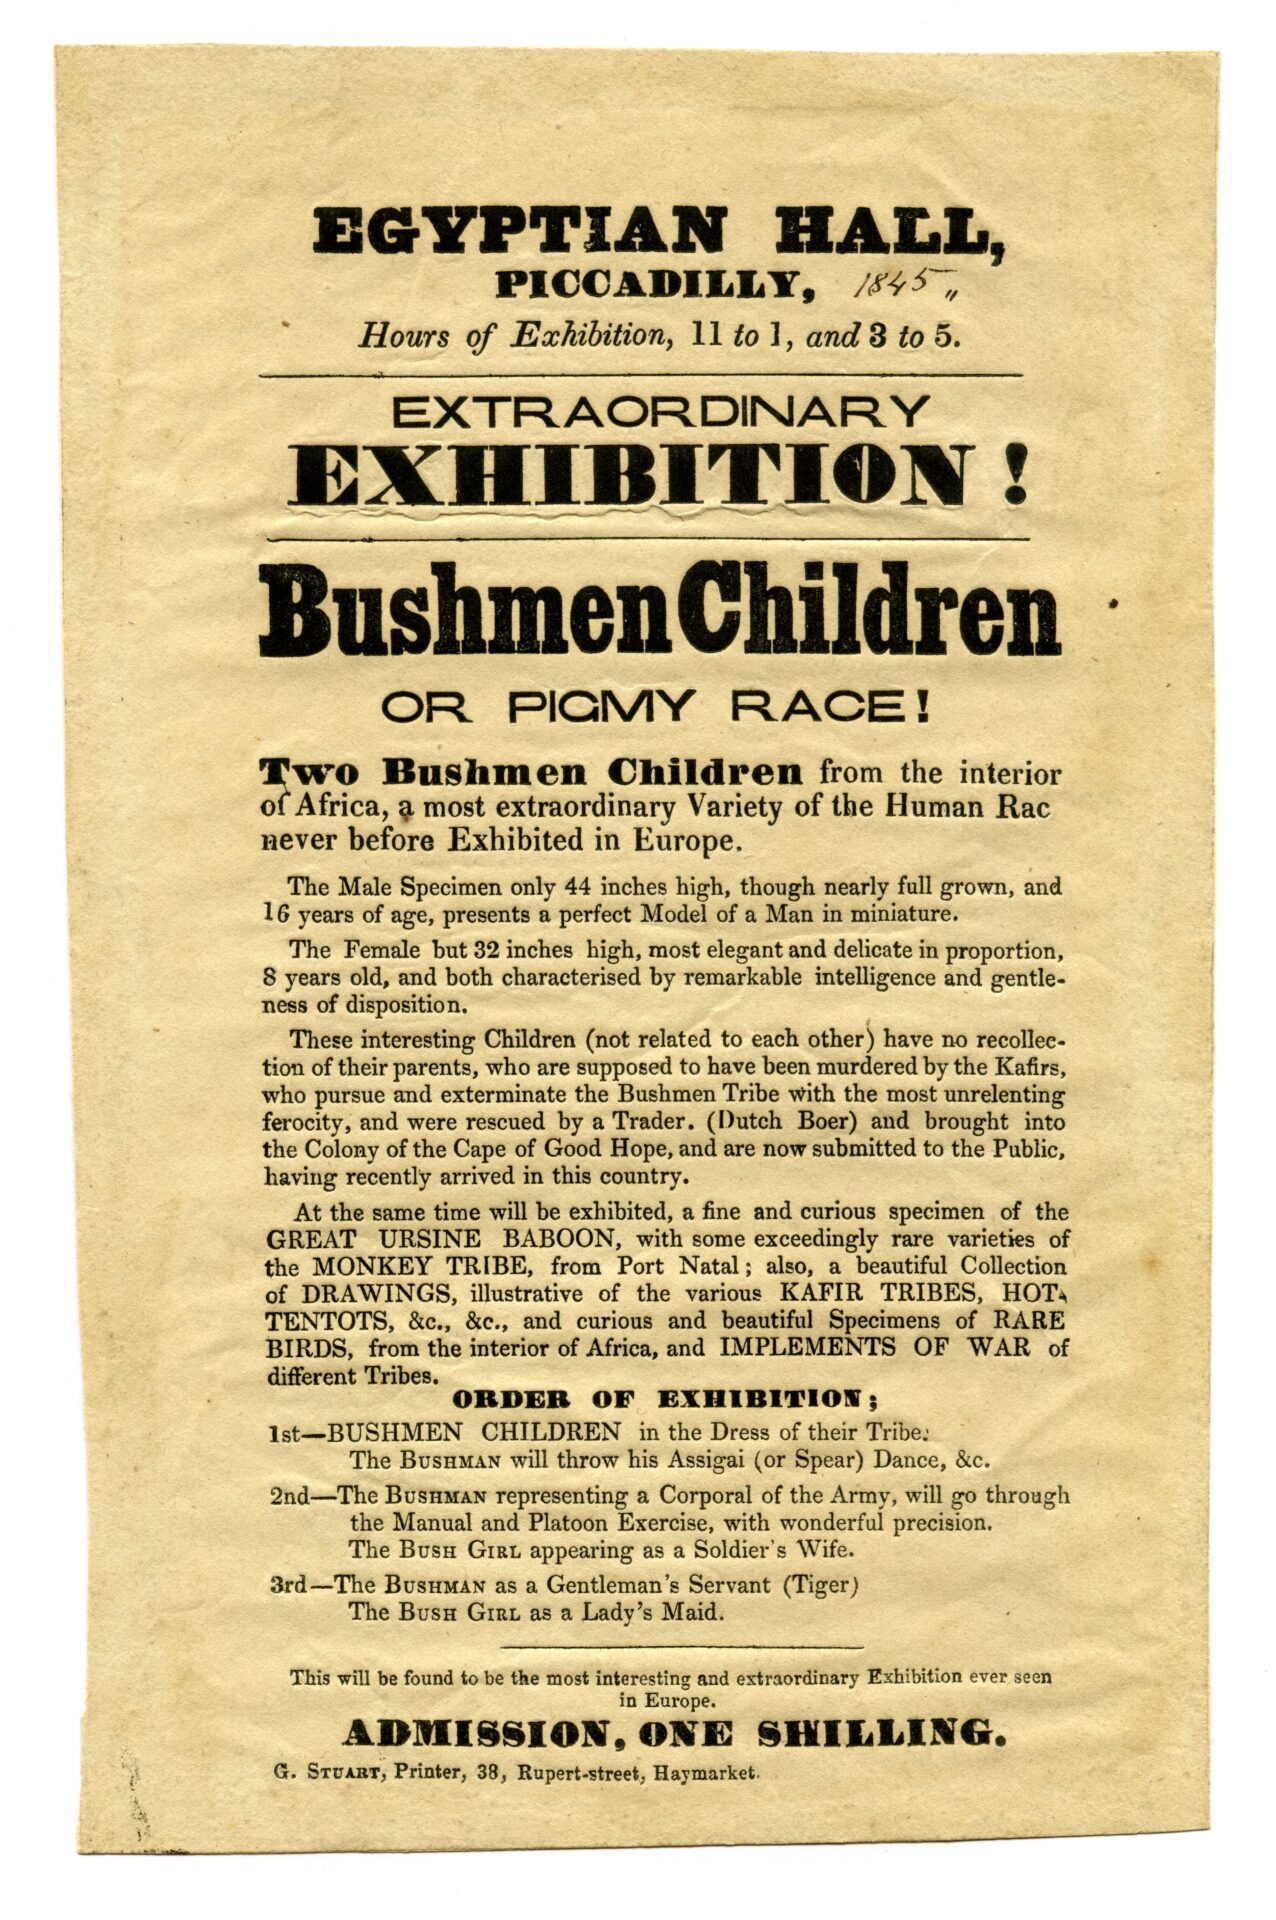 EGYPTIAN HALL,
PICCADILLY, 1845 „
Hours of Exhibition, 11 to 1, and 3 to 5.
EXTRAORDINARY
EXHIBITION!
Bushmen Children
OR PIGMY RACE!
Two Bushmen Children from the interior
of Africa, a most extraordinary Variety of the Human Rac
never before Exhibited in Europe.
The Male Specimen only 44 inches high, though nearly full grown, and
16 years of age, presents a perfect Model of a Man in miniature.
The Female but 32 inches high, most elegant and delicate in proportion,
8 years old, and both characterised by remarkable intelligence and gentle-
ness of disposition.
These interesting Children (not related to each other) have no recollec-
tion of their parents, who are supposed to have been murdered by the Kafirs,
who pursue and exterminate the Bushmen Tribe with the most unrelenting
ferocity, and were rescued by a Trader. (Dutch Boer) and brought into
the Colony of the Cape of Good Hope, and are now submitted to the Public,
having recently arrived in this country.
At the same time will be exhibited, a fine and curious specimen of the
GREAT URSINE BABOON, with some exceedingly rare varieties of
the MONKEY TRIBE, from Port Natal; also, a beautiful Collection
of DRAWINGS, illustrative of the various KAFIR TRIBES, HOT-
TENTOTS, &c., &c., and curious and beautiful Specimens of RARE
BIRDS, from the interior of Africa, and IMPLEMENTS OF WAR of
different Tribes.
ORDER OF EXHIBITION;
1st—BUSHMEN CHILDREN in the Dress of their Tribe:
The BUSHMAN will throw his Assigai (or Spear) Dance, &c.
2nd—The BUSHMAN representing a Corporal of the Army, will go through
the Manual and Platoon Exercise, with wonderful precision.
The BUSH GIRL appearing as a Soldier's Wife.
3rd—The BUSHMAN as a Gentleman's Servant (Tiger)
The BUSH GIRL as a Lady's Maid.
This will be found to be the most interesting and extraordinary Exhibition ever seen
in Europe.
ADMISSION, ONE SHILLING.
G. STUART, Printer, 38, Rupert-street, Haymarket.